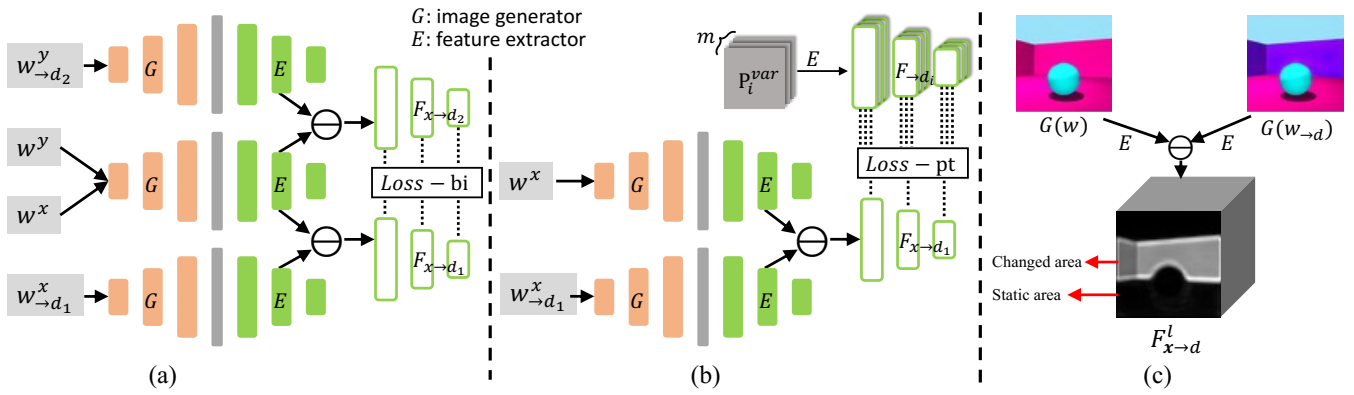 G: image generator
E: feature extractor
w^y_{→d_2}
G
E
F_{x→d_2}
w^y
w^x
Loss − bi
w^x_{→d_1}
G
E
F_{x→d_1}
(a)
m
P_i^{var}
E
F_{→d_i}
w^x
G
E
Loss − pt
w^x_{→d_1}
G
E
F_{x→d_1}
(b)
G(w)
G(w_{→d})
E
E
Changed area
Static area
F^l_{x→d}
(c)